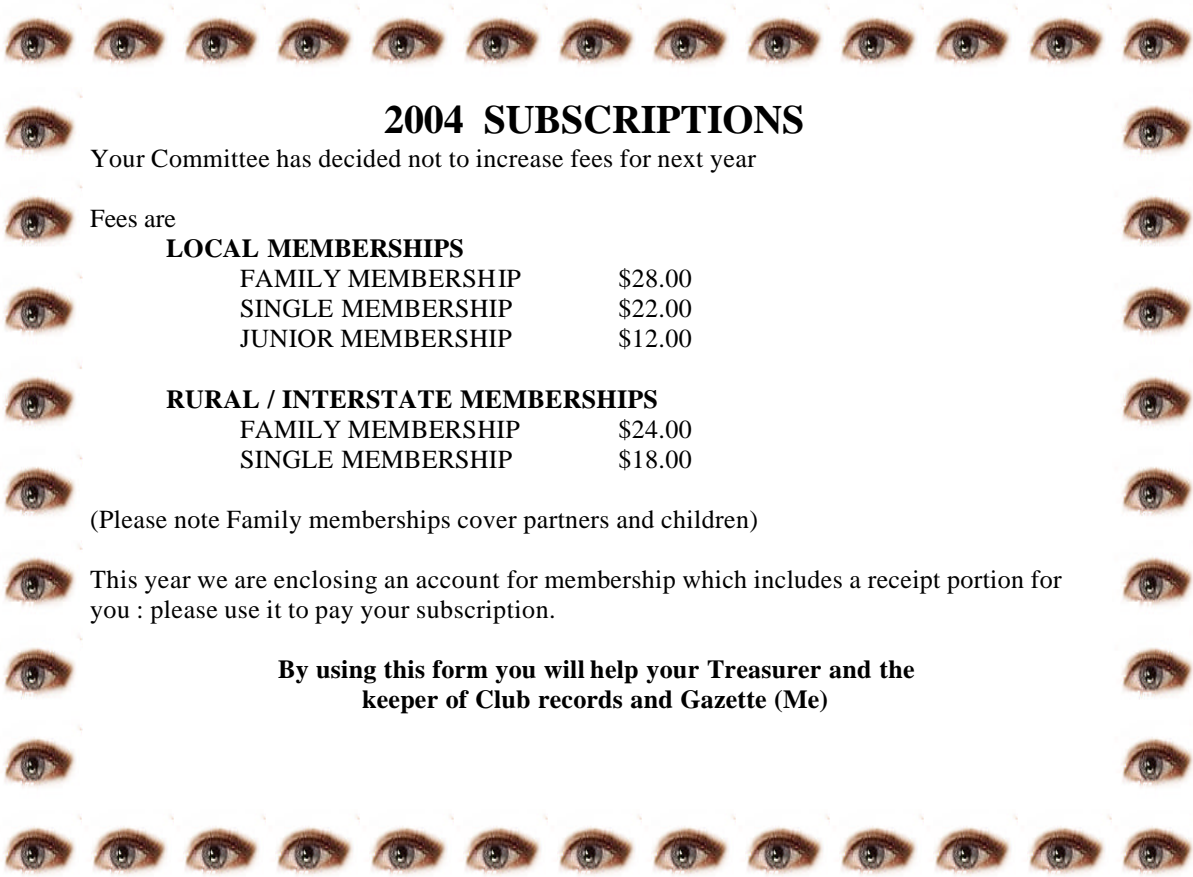 2004 SUBSCRIPTIONS
Your Committee has decided not to increase fees for next year
Fees are
LOCAL MEMBERSHIPS
FAMILY MEMBERSHIP $28.00
SINGLE MEMBERSHIP $22.00
JUNIOR MEMBERSHIP $12.00
RURAL / INTERSTATE MEMBERSHIPS
FAMILY MEMBERSHIP $24.00
SINGLE MEMBERSHIP $18.00
(Please note Family memberships cover partners and children)
This year we are enclosing an account for membership which includes a receipt portion for
you : please use it to pay your subscription.
By using this form you will help your Treasurer and the
keeper of Club records and Gazette (Me)